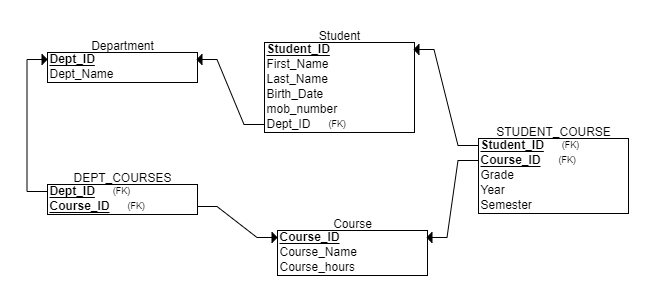 Department
Dept_ID
Dept_Name
Student
Student_ID
First_Name
Last_Name
Birth_Date
mob_number
Dept_ID (FK)
STUDENT_COURSE
Student_ID (FK)
Course_ID (FK)
Grade
Year
Semester
DEPT_COURSES
Dept_ID (FK)
Course_ID (FK)
Course
Course_ID
Course_Name
Course_hours